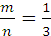 m/n = 1/3